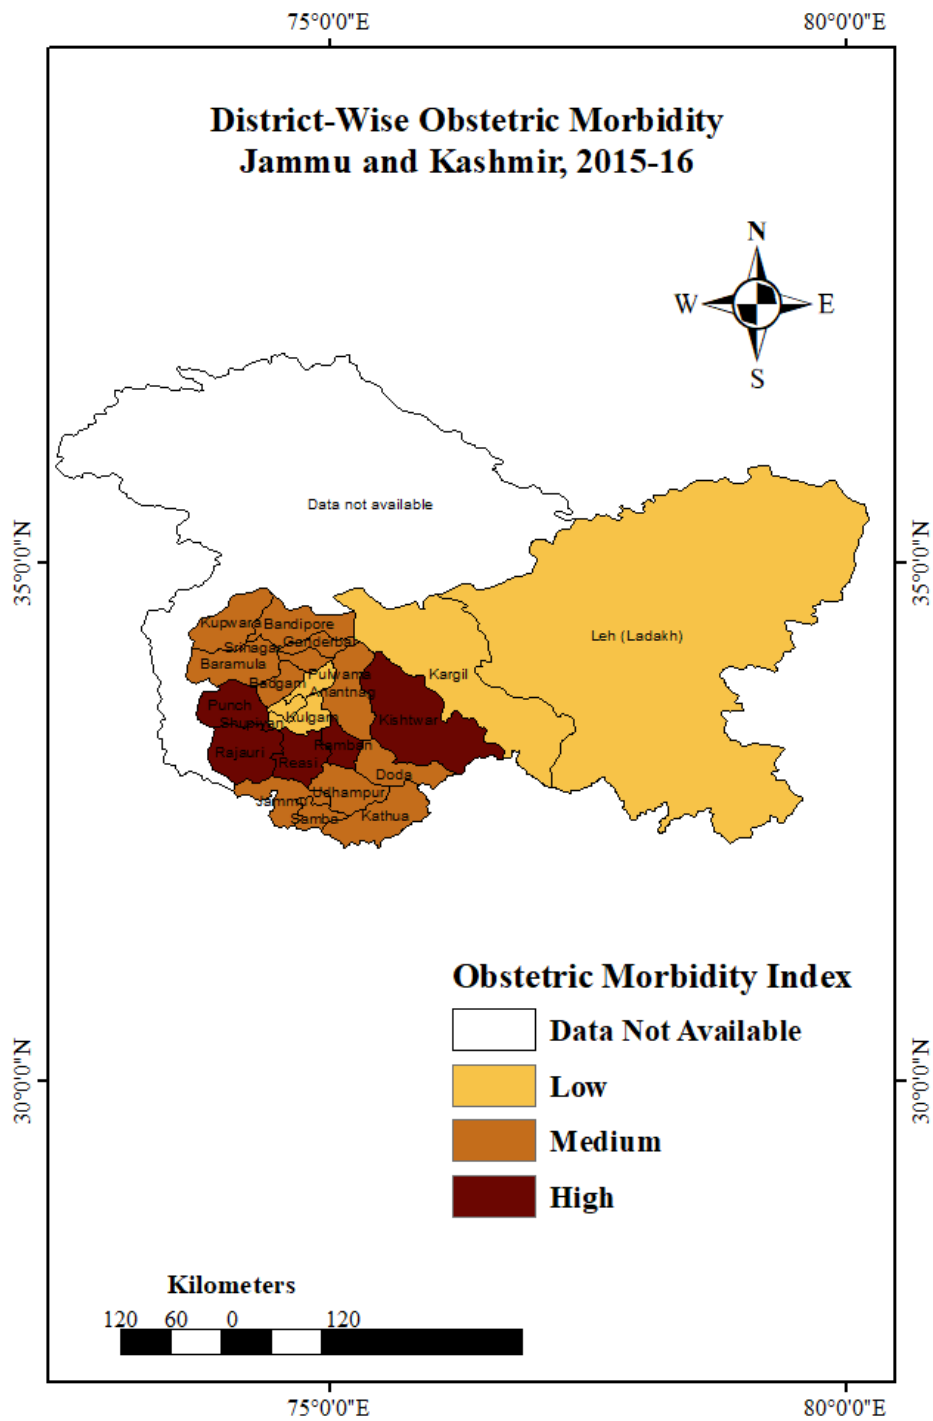 75°0'0"E
80°0'0"E
District-Wise Obstetric Morbidity
Jammu and Kashmir, 2015-16
N
W
E
S
Data not available
35°0'0"N
35°0'0"N
Kupwara
Bandipore
Srinagar
Ganderbal
Leh (Ladakh)
Baramula
Badgam
Pulwama
Anantnag
Kargil
Punch
Shupiyan
Kulgam
Kishtwar
Rajauri
Reasi
Ramban
Doda
Jammu
Udhampur
Samba
Kathua
Obstetric Morbidity Index
Data Not Available
Low
Medium
High
30°0'0"N
30°0'0"N
Kilometers
120 60 0 120
75°0'0"E
80°0'0"E